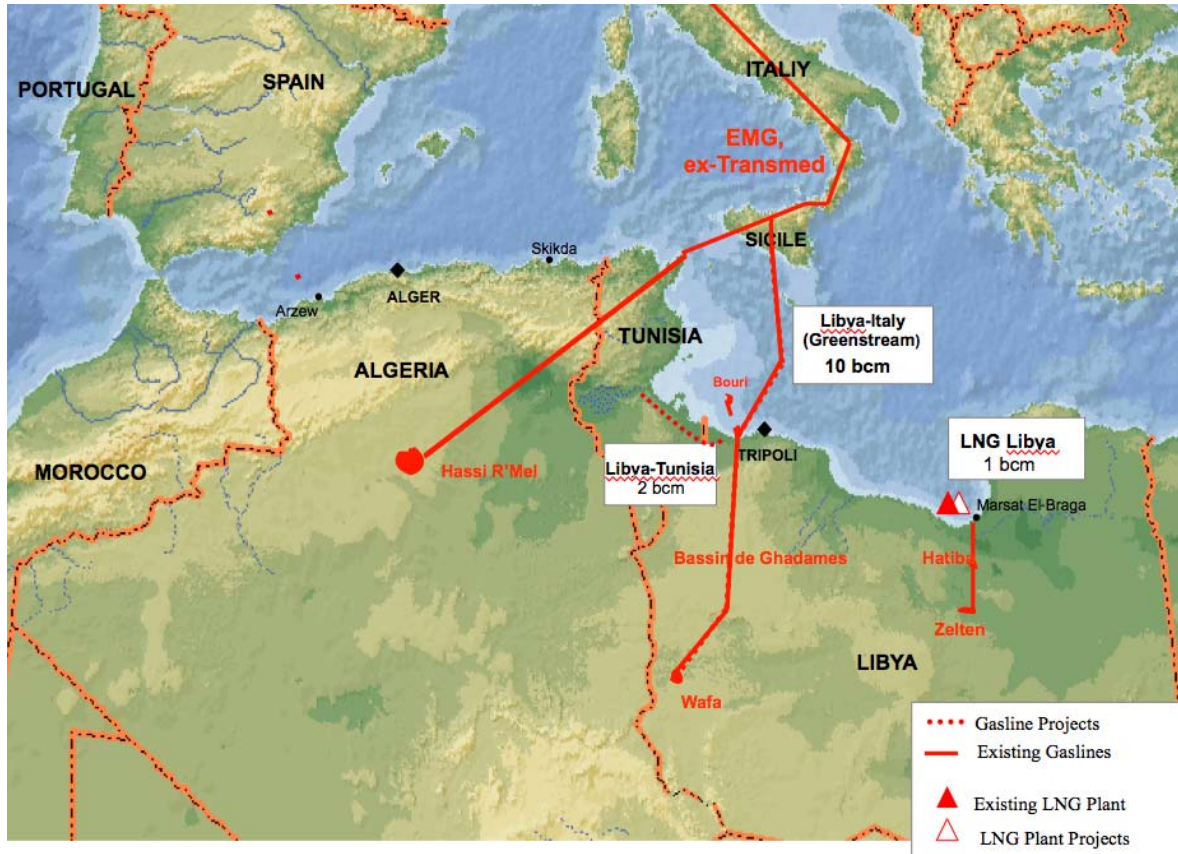 ITALIY
SPAIN
PORTUGAL
EMG,
ex-Transmed
SICILE
Skikda
ALGER
Arzew
TUNISIA
Libya-Italy
(Greenstream)
10 bcm
ALGERIA
Bouri
TRIPOLI
LNG Libya
1 bcm
MOROCCO
Hassi R'Mel
Libya-Tunisia
2 bcm
Marsat El-Braga
Bassin de Ghadames
Hatiba
Zelten
LIBYA
Wafa
Gasline Projects
Existing Gaslines
Existing LNG Plant
LNG Plant Projects